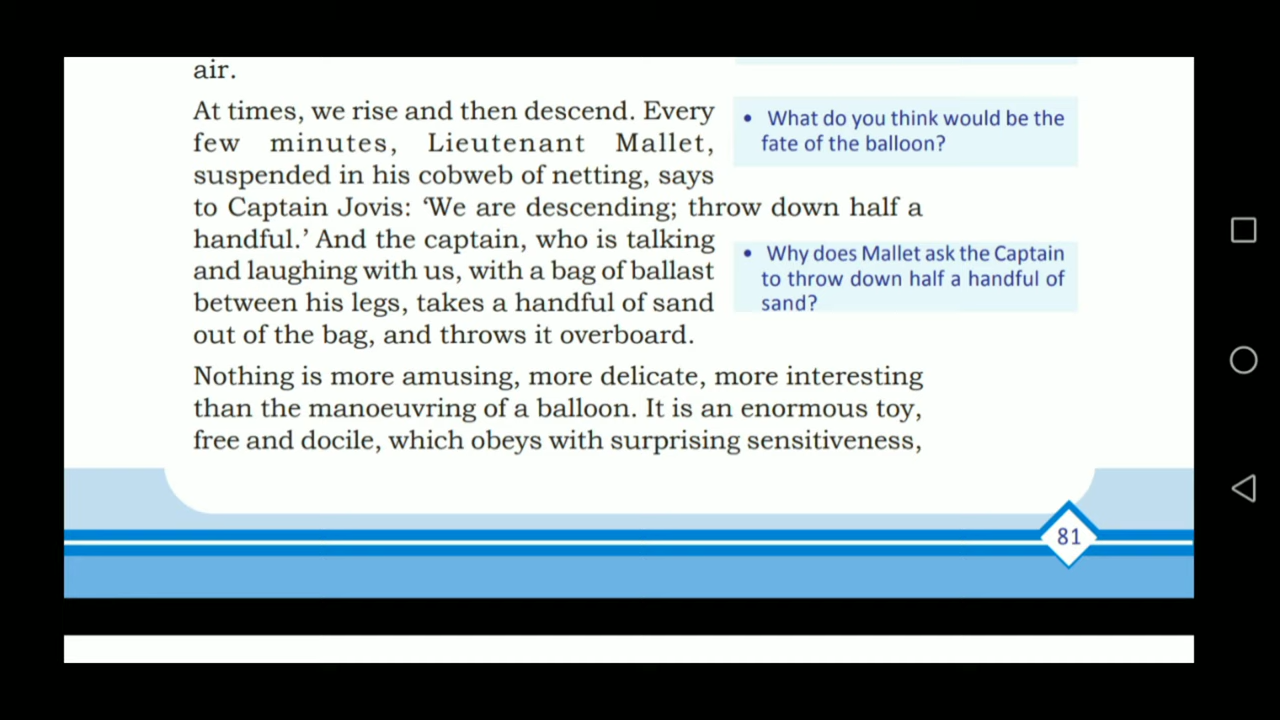 air.
At times, we rise and then descend. Every
few minutes, Lieutenant Mallet,
suspended in his cobweb of netting, says
to Captain Jovis: ‘We are descending; throw down half a
handful.’ And the captain, who is talking
and laughing with us, with a bag of ballast
between his legs, takes a handful of sand
out of the bag, and throws it overboard.
• What do you think would be the
fate of the balloon?
• Why does Mallet ask the Captain
to throw down half a handful of
sand?
Nothing is more amusing, more delicate, more interesting
than the manoeuvring of a balloon. It is an enormous toy,
free and docile, which obeys with surprising sensitiveness,
81